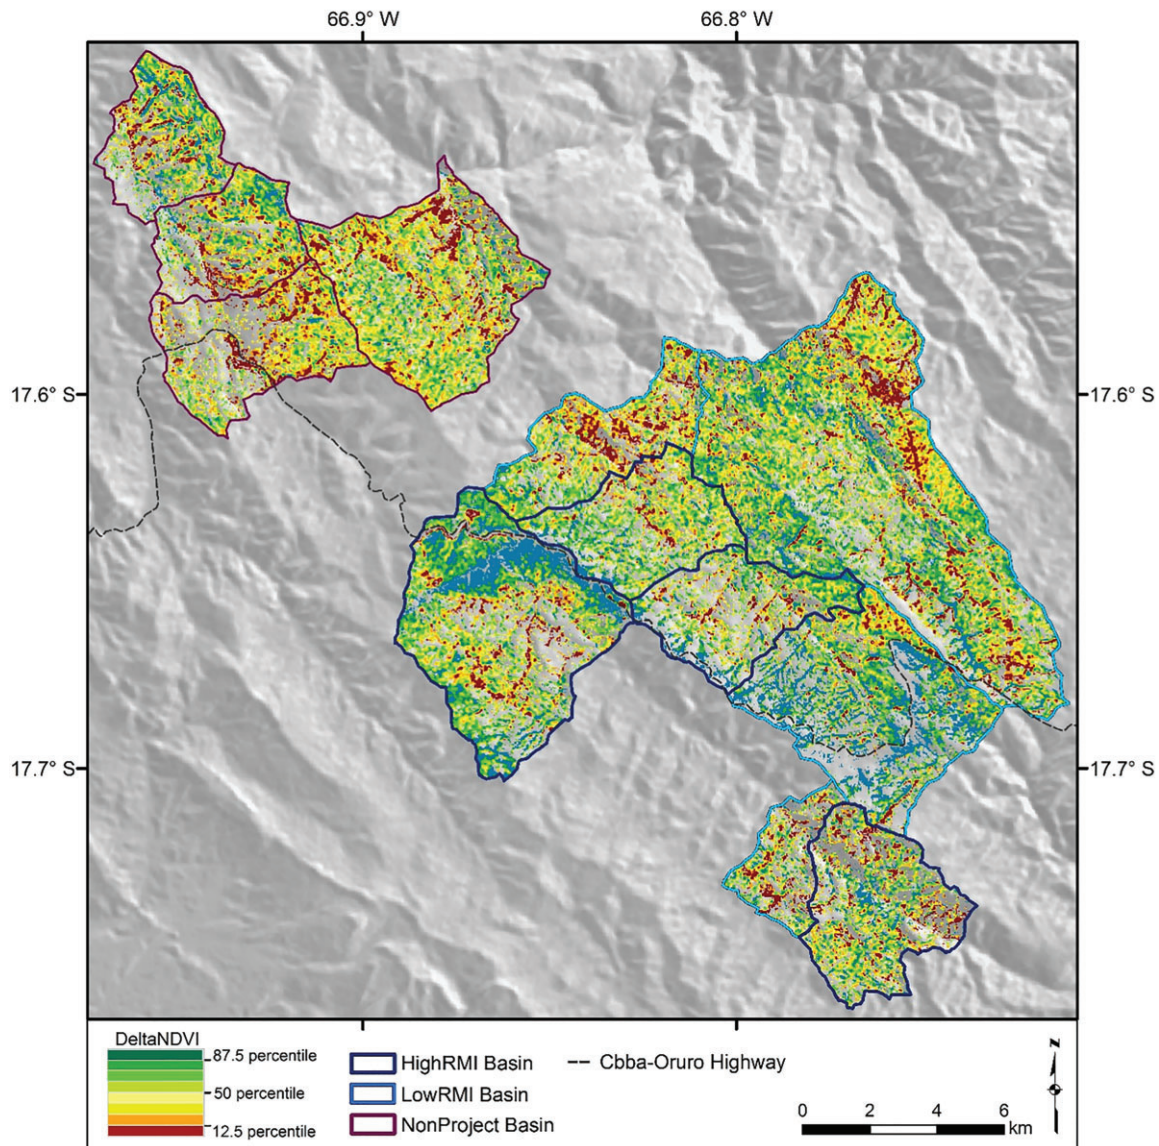 66.9° W 66.8° W
17.6° S 17.6° S
17.7° S 17.7° S
DeltaNDVI
87.5 percentile
50 percentile
12.5 percentile
HighRMI Basin
LowRMI Basin
NonProject Basin
Cbba-Oruro Highway
0 2 4 6
km
N